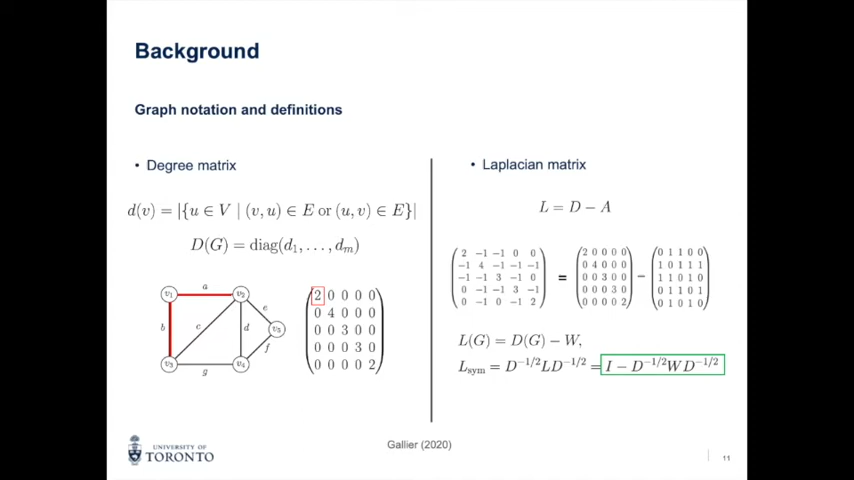 Background
Graph notation and definitions
• Degree matrix
d(v) = |{u ∈ V | (v, u) ∈ E or (u, v) ∈ E}|
D(G) = diag(d₁, . . . , dₘ)
a
v₁ v₂
e
b c d v₅
f
v₃ v₄
g
2 0 0 0 0
0 4 0 0 0
0 0 3 0 0
0 0 0 3 0
0 0 0 0 2
• Laplacian matrix
L = D − A
2 −1 −1 0 0
−1 4 −1 −1 −1
−1 −1 3 −1 0
0 −1 −1 3 −1
0 −1 0 −1 2
=
2 0 0 0 0
0 4 0 0 0
0 0 3 0 0
0 0 0 3 0
0 0 0 0 2
−
0 1 1 0 0
1 0 1 1 1
1 1 0 1 0
0 1 1 0 1
0 1 0 1 0
L(G) = D(G) − W,
Lsym = D^−1/2 L D^−1/2 = I − D^−1/2 W D^−1/2
UNIVERSITY OF
TORONTO
Gallier (2020)
11